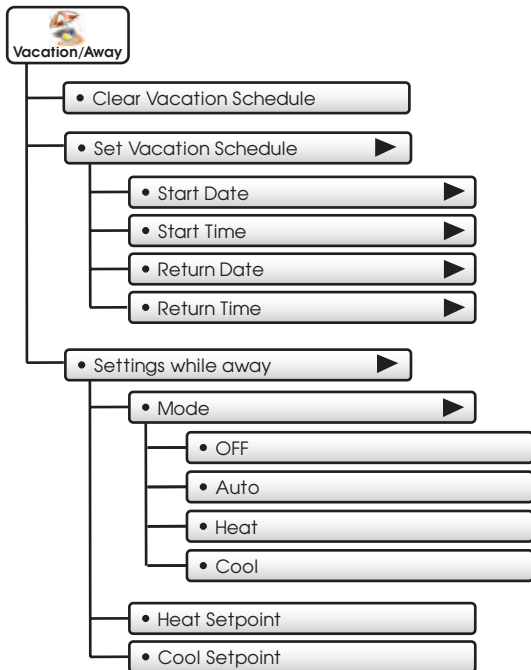 Vacation/Away
• Clear Vacation Schedule
• Set Vacation Schedule
• Start Date
• Start Time
• Return Date
• Return Time
• Settings while away
• Mode
• OFF
• Auto
• Heat
• Cool
• Heat Setpoint
• Cool Setpoint